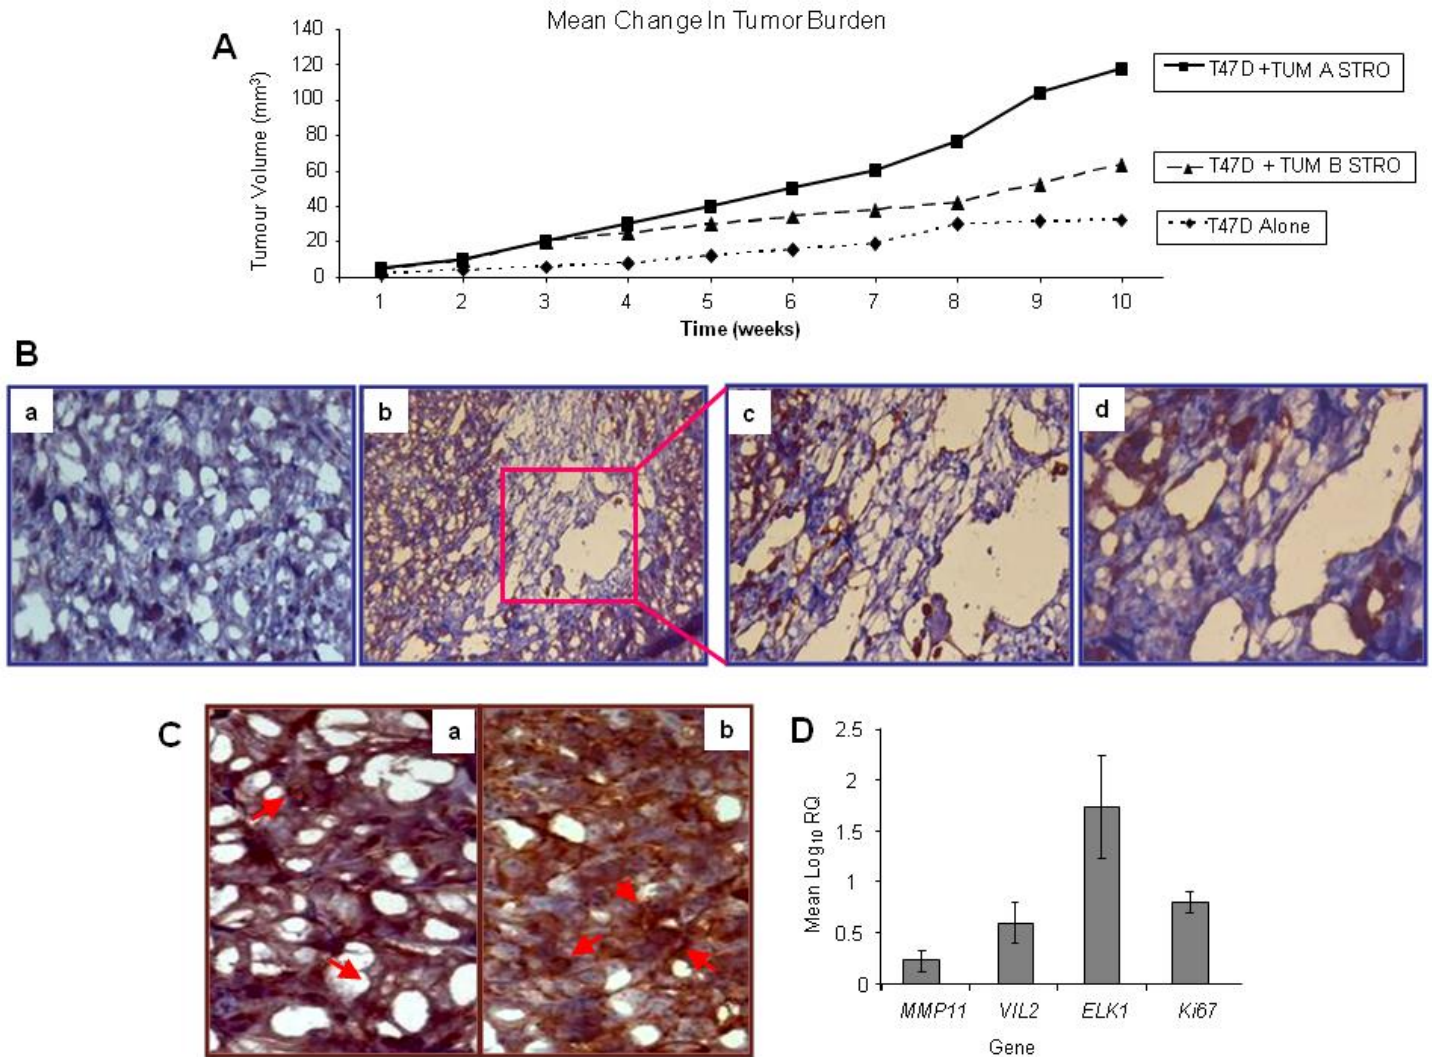 Mean Change In Tumor Burden
A
140
120
100
80
60
40
20
0
Tumour Volume (mm³)
1 2 3 4 5 6 7 8 9 10
Time (weeks)
T47D +TUM A STRO
T47D + TUM B STRO
T47D Alone
B
a
b
c
d
C
a
b
D
2.5
2
1.5
1
0.5
0
Mean Log₁₀ RQ
MMP11 VIL2 ELK1 Ki67
Gene